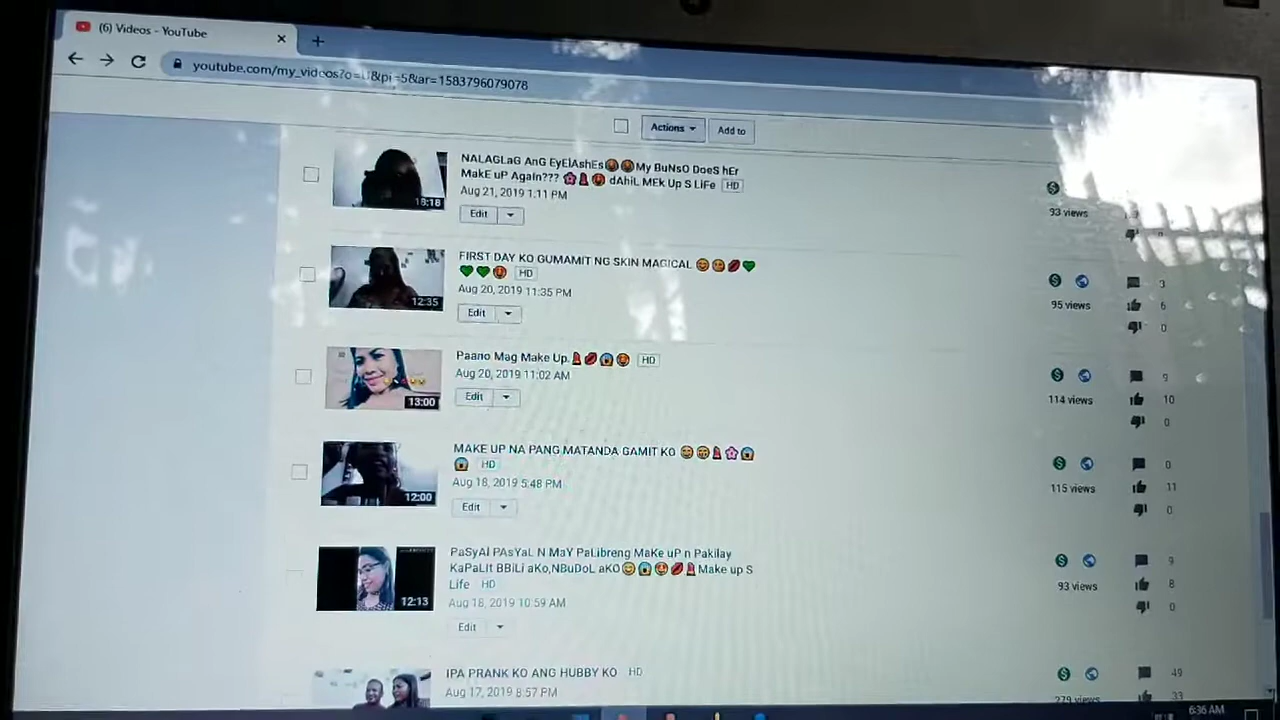 (6) Videos - YouTube
youtube.com/my_videos?o=U&pi=5&ar=1583796079078
Actions Add to
NALAGLaG AnG EyElAshEs My BuNsO DoeS hEr
MakE uP Again??? dAhiL MEk Up S LiFe HD
Aug 21, 2019 1:11 PM
18:18
Edit
93 views
FIRST DAY KO GUMAMIT NG SKIN MAGICAL
HD
Aug 20, 2019 11:35 PM
12:35
Edit
95 views
3
6
0
Paano Mag Make Up. HD
Aug 20, 2019 11:02 AM
13:00
Edit
114 views
9
10
0
MAKE UP NA PANG MATANDA GAMIT KO
HD
Aug 18, 2019 5:48 PM
12:00
Edit
115 views
0
11
0
PaSyAl PAsYaL N MaY PaLibreng MaKe uP n Pakilay
KaPaLIt BBiLi aKo,NBuDoL aKO Make up S
Life HD
Aug 18, 2019 10:59 AM
12:13
Edit
93 views
9
8
0
IPA PRANK KO ANG HUBBY KO HD
Aug 17, 2019 8:57 PM
279 views
49
33
6:36 AM